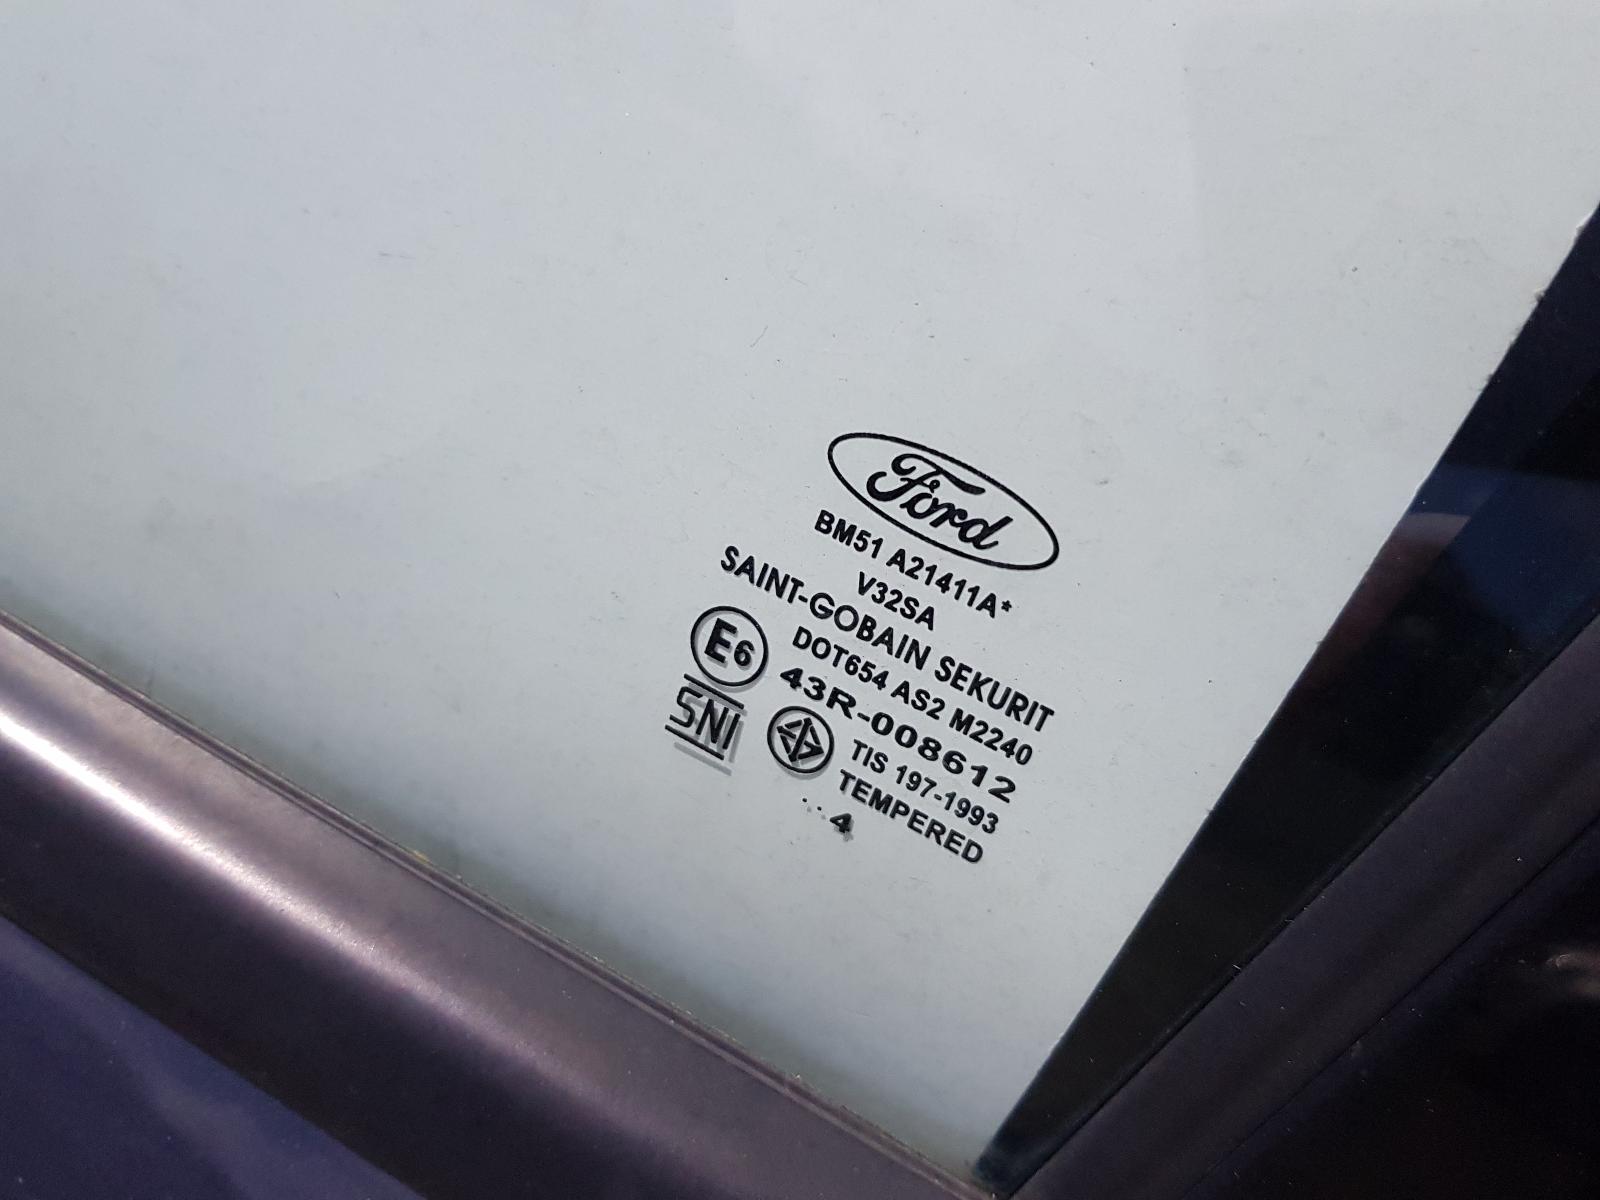 Ford
BM51 A21411A*
V32SA
SAINT-GOBAIN SEKURIT
DOT654 AS2 M2240
E6 43R-008612
SNI TIS 197-1993
TEMPERED
.. 4